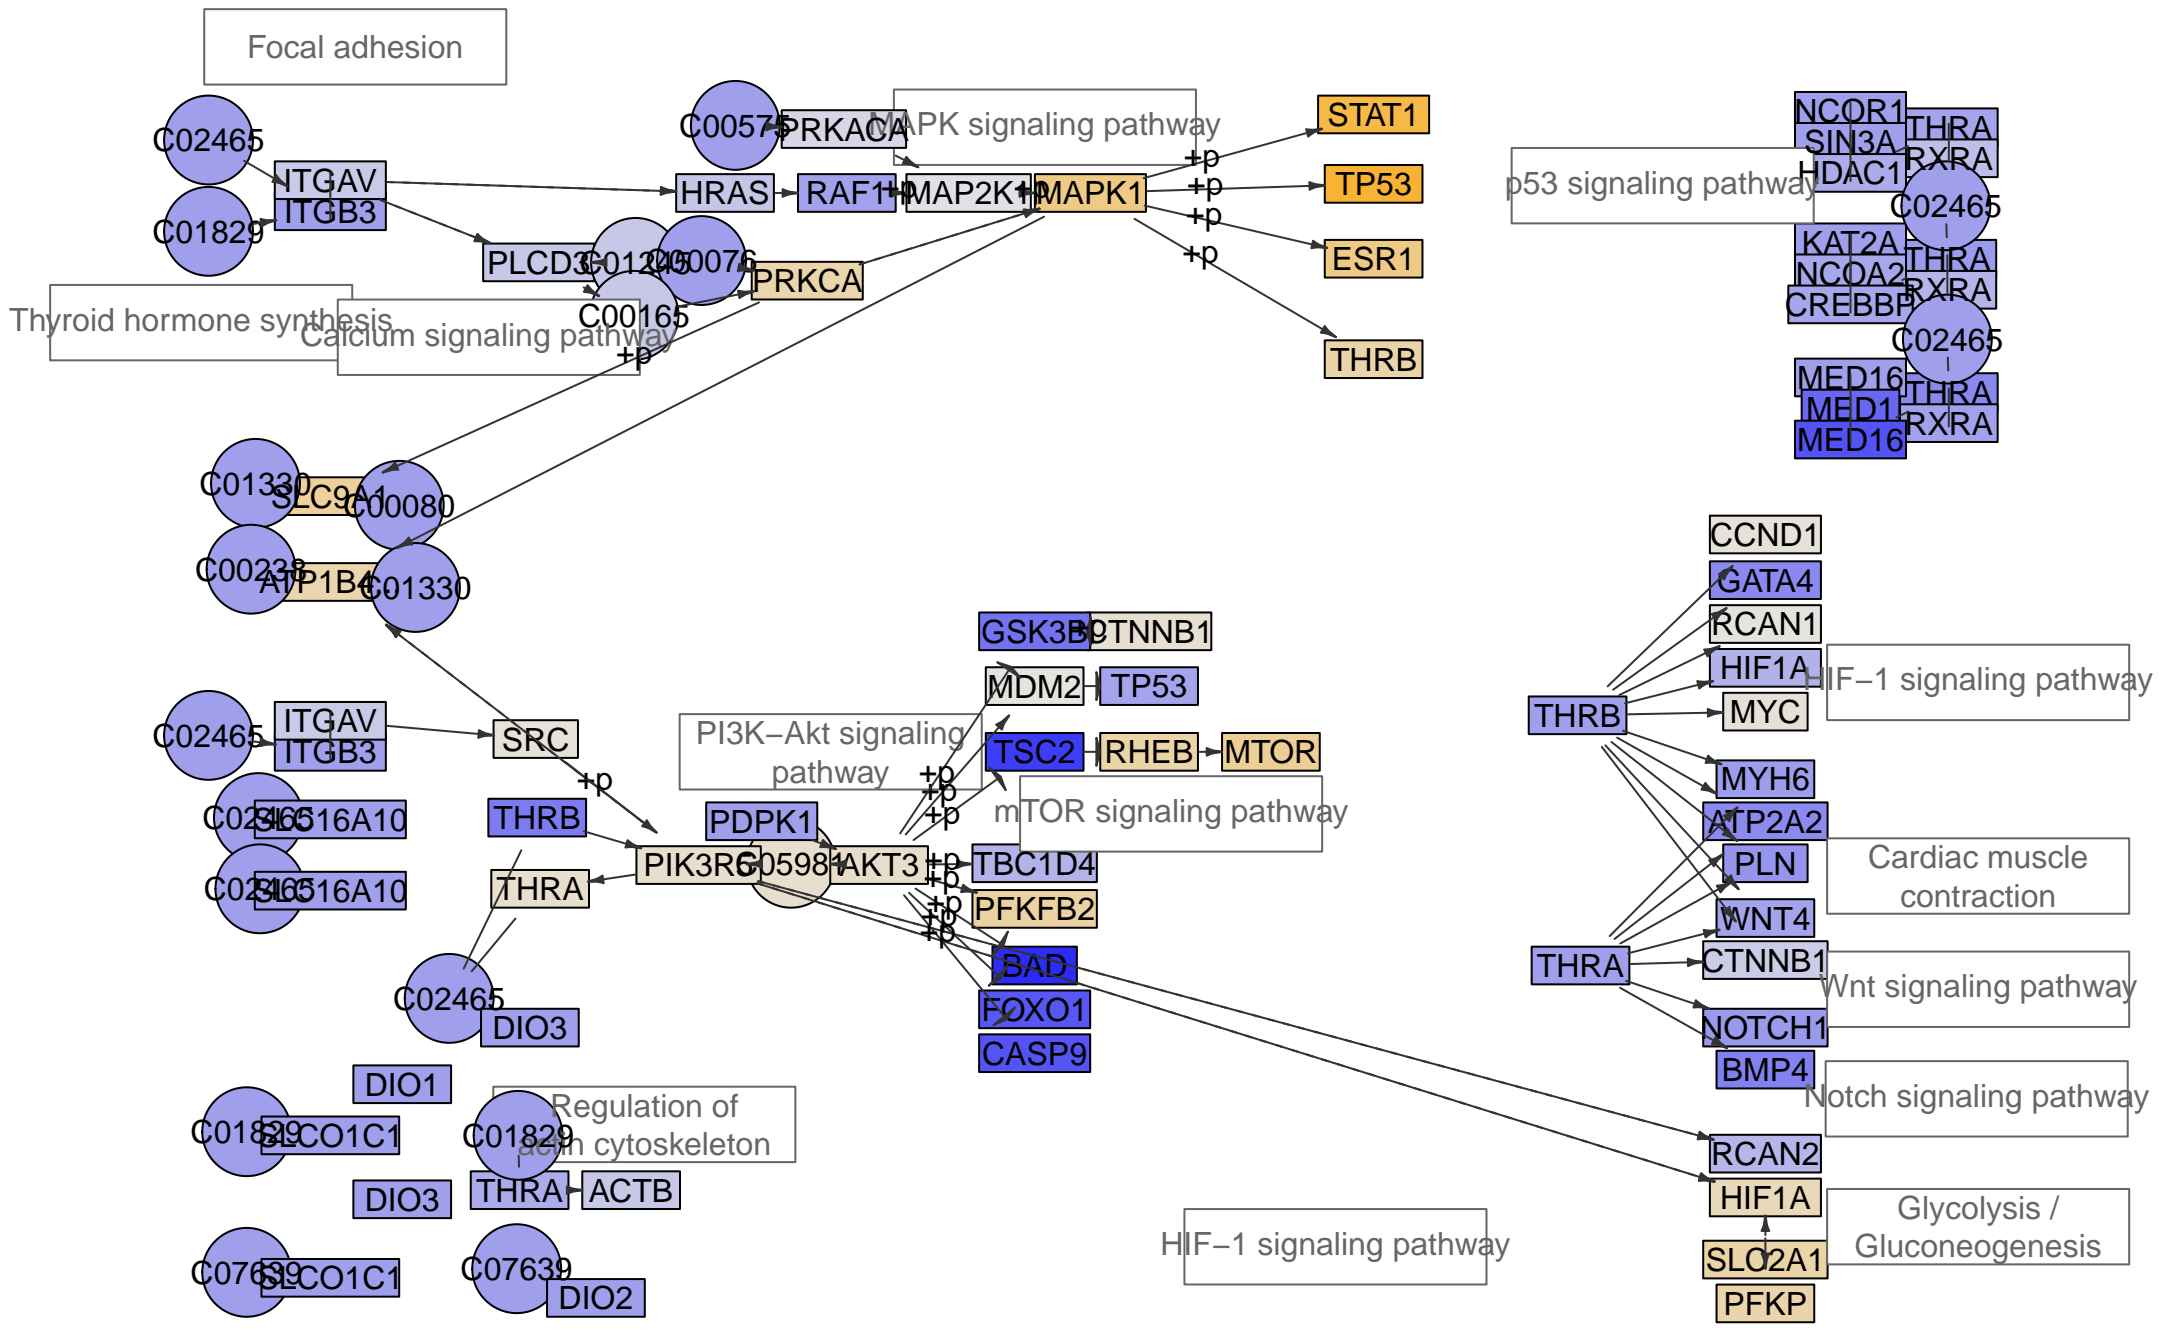 Focal adhesion
C02465
ITGAV
ITGB3
C01829
C00575
PRKACA
MAPK signaling pathway
HRAS
RAF1
+p
MAP2K1
+p
MAPK1
STAT1
TP53
ESR1
THRB
+p
+p
+p
+p
PLCD3
C01245
C00076
C00165
PRKCA
Thyroid hormone synthesis
Calcium signaling pathway
+p
p53 signaling pathway
NCOR1
SIN3A
HDAC1
THRA
RXRA
C02465
KAT2A
NCOA2
CREBBP
THRA
RXRA
C02465
MED16
MED1
MED16
THRA
RXRA
C01330
SLC9A1
C00080
C00238
ATP1B4...
C01330
GSK3B
+p
CTNNB1
MDM2
TP53
TSC2
RHEB
MTOR
PI3K−Akt signaling
pathway
mTOR signaling pathway
C02465
ITGAV
ITGB3
SRC
+p
C02465
SLC16A10
C02465
SLC16A10
THRB
THRA
PIK3R6
PDPK1
C05981
AKT3
+p
+p
+p
+p
+p
+p
+p
+p
TBC1D4
PFKFB2
BAD
FOXO1
CASP9
C02465
DIO3
DIO1
C01829
SLCO1C1
DIO3
C07639
SLCO1C1
Regulation of
actin cytoskeleton
C01829
THRA
ACTB
C07639
DIO2
HIF−1 signaling pathway
CCND1
GATA4
RCAN1
HIF1A
MYC
HIF−1 signaling pathway
THRB
MYH6
ATP2A2
PLN
Cardiac muscle
contraction
WNT4
THRA
CTNNB1
Wnt signaling pathway
NOTCH1
BMP4
Notch signaling pathway
RCAN2
HIF1A
SLC2A1
PFKP
Glycolysis /
Gluconeogenesis